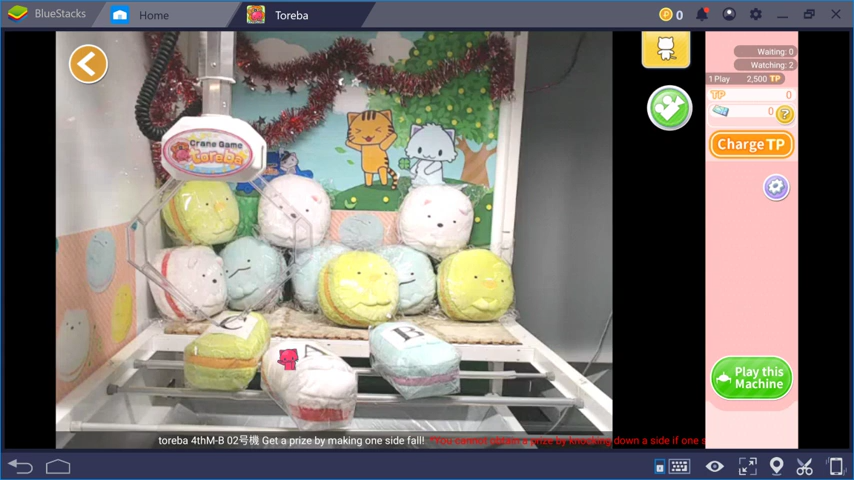 BlueStacks
Home
Toreba
P 0
Waiting: 0
Watching: 2
1 Play 2,500 TP
TP 0
0 ?
Charge TP
Crane Game
toreba
C
A
B
Play this
Machine
toreba 4thM-B 02号機 Get a prize by making one side fall! *You cannot obtain a prize by knocking down a side if one s